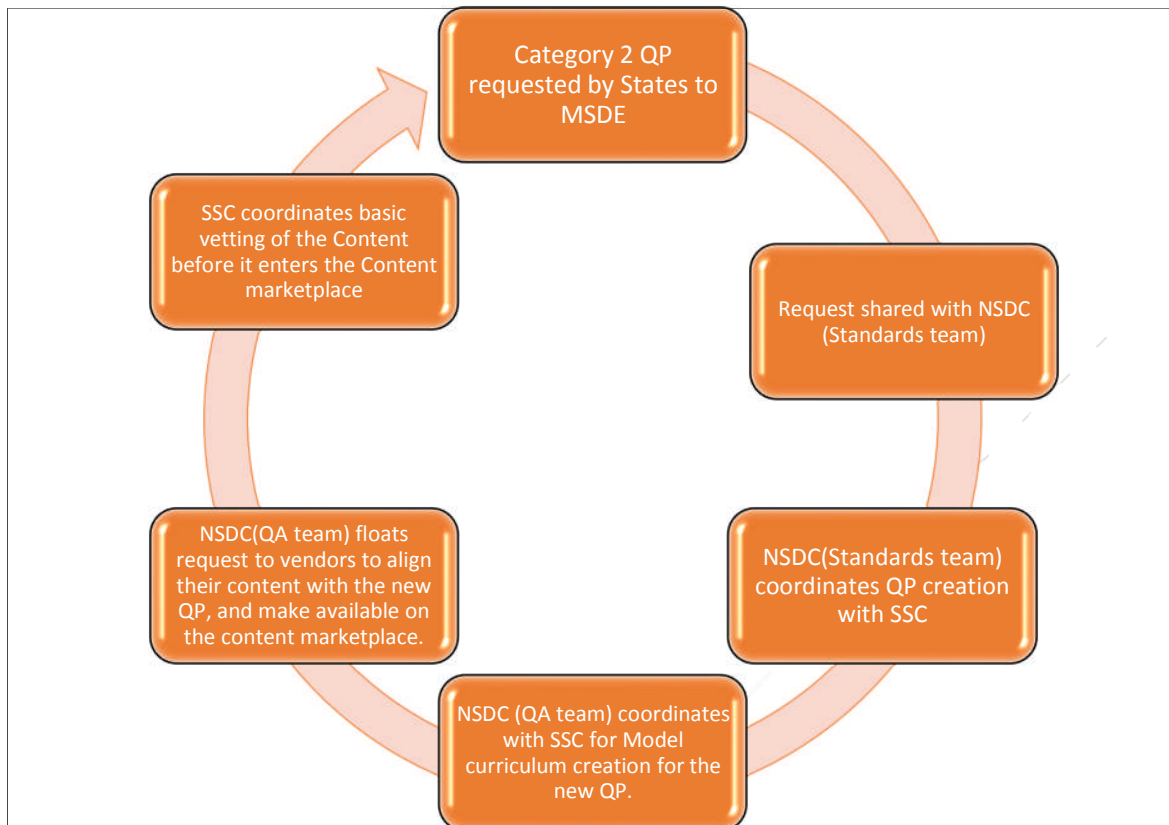 Category 2 QP
requested by States to
MSDE
Request shared with NSDC
(Standards team)
NSDC(Standards team)
coordinates QP creation
with SSC
NSDC (QA team) coordinates
with SSC for Model
curriculum creation for the
new QP.
NSDC(QA team) floats
request to vendors to align
their content with the new
QP, and make available on
the content marketplace.
SSC coordinates basic
vetting of the Content
before it enters the Content
marketplace